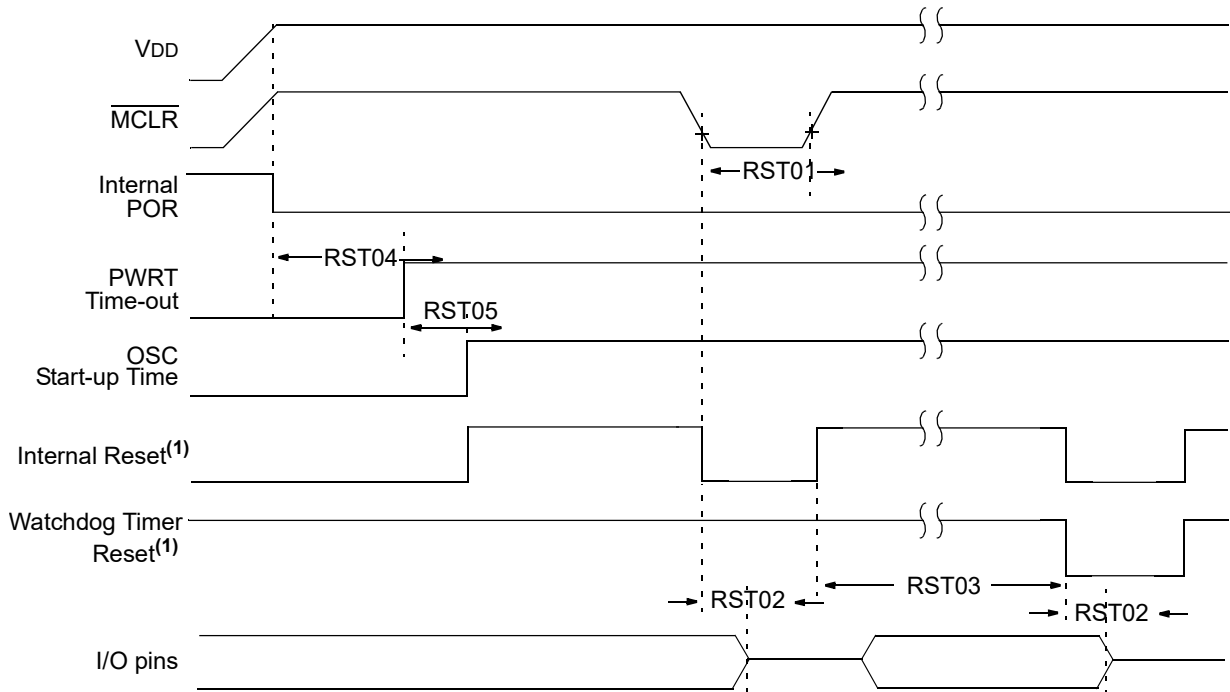 VDD
MCLR
RST01
Internal
POR
RST04
PWRT
Time-out
RST05
OSC
Start-up Time
Internal Reset(1)
Watchdog Timer
Reset(1)
RST02
RST03
RST02
I/O pins